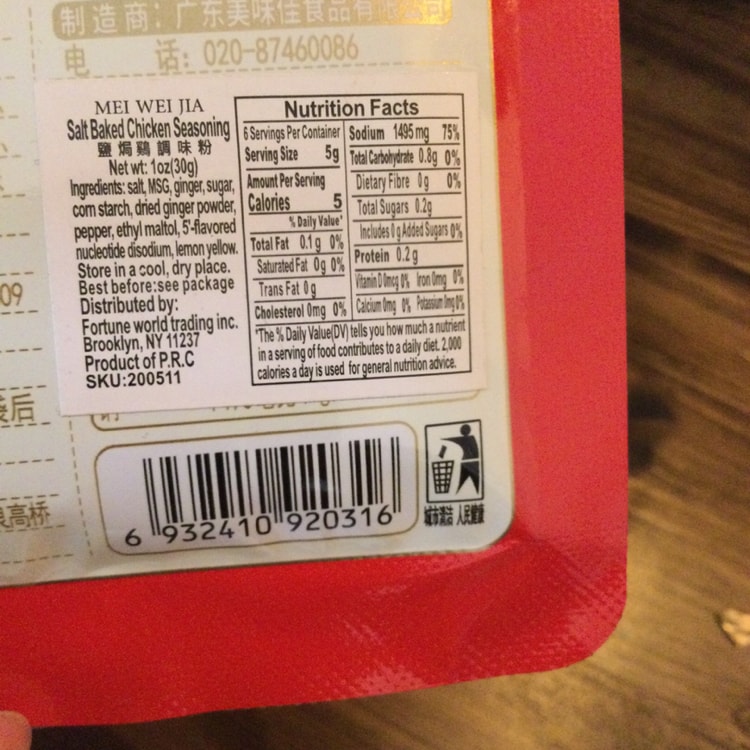 制造商：广东美味佳食品有
电 话：020-87460086
MEI WEI JIA
Salt Baked Chicken Seasoning
鹽焗鷄調味粉
Net wt: 1oz(30g)
Ingredients: salt, MSG, ginger, sugar,
corn starch, dried ginger powder,
pepper, ethyl maltol, 5'-flavored
nucleotide disodium, lemon yellow.
Store in a cool, dry place.
Best before:see package
Distributed by:
Fortune world trading inc.
Brooklyn, NY 11237
Product of P.R.C
SKU:200511
Nutrition Facts
6 Servings Per Container
Serving Size 5g
Amount Per Serving
Calories 5
% Daily Value*
Total Fat 0.1g 0%
Saturated Fat 0g 0%
Trans Fat 0g
Cholesterol 0mg 0%
Sodium 1495mg 75%
Total Carbohydrate 0.8g 0%
Dietary Fibre 0g 0%
Total Sugars 0.2g
Includes 0g Added Sugars 0%
Protein 0.2g
Vitamin D 0mcg 0% Iron 0mg 0%
Calcium 0mg 0% Potassium 0mg 0%
*The % Daily Value(DV) tells you how much a nutrient
in a serving of food contributes to a daily diet. 2,000
calories a day is used for general nutrition advice.
09
后
高桥
6 932410 920316
城市清洁 人民健康